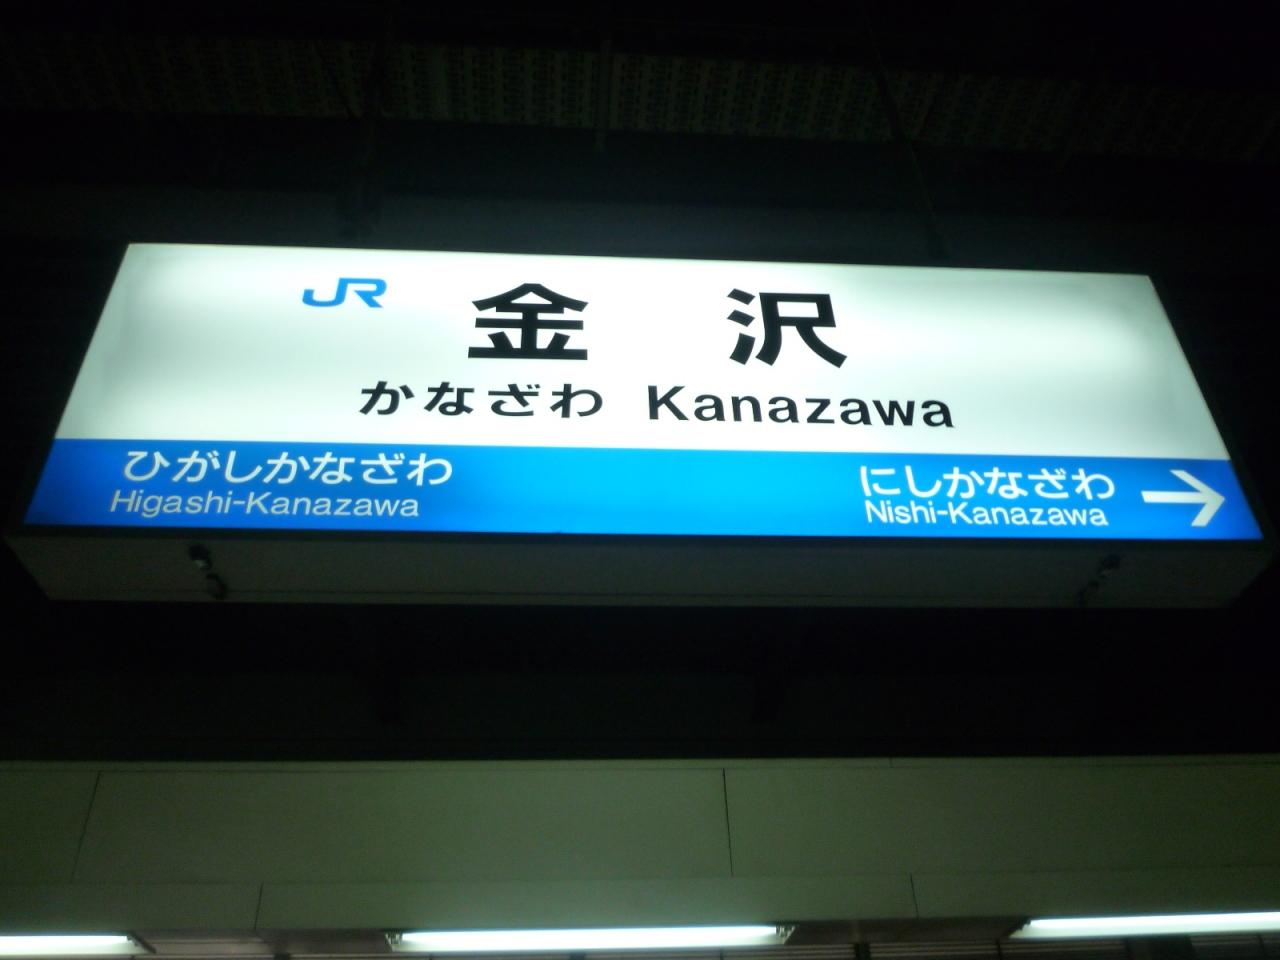 JR
金沢
かなざわ Kanazawa
ひがしかなざわ
Higashi-Kanazawa
にしかなざわ →
Nishi-Kanazawa